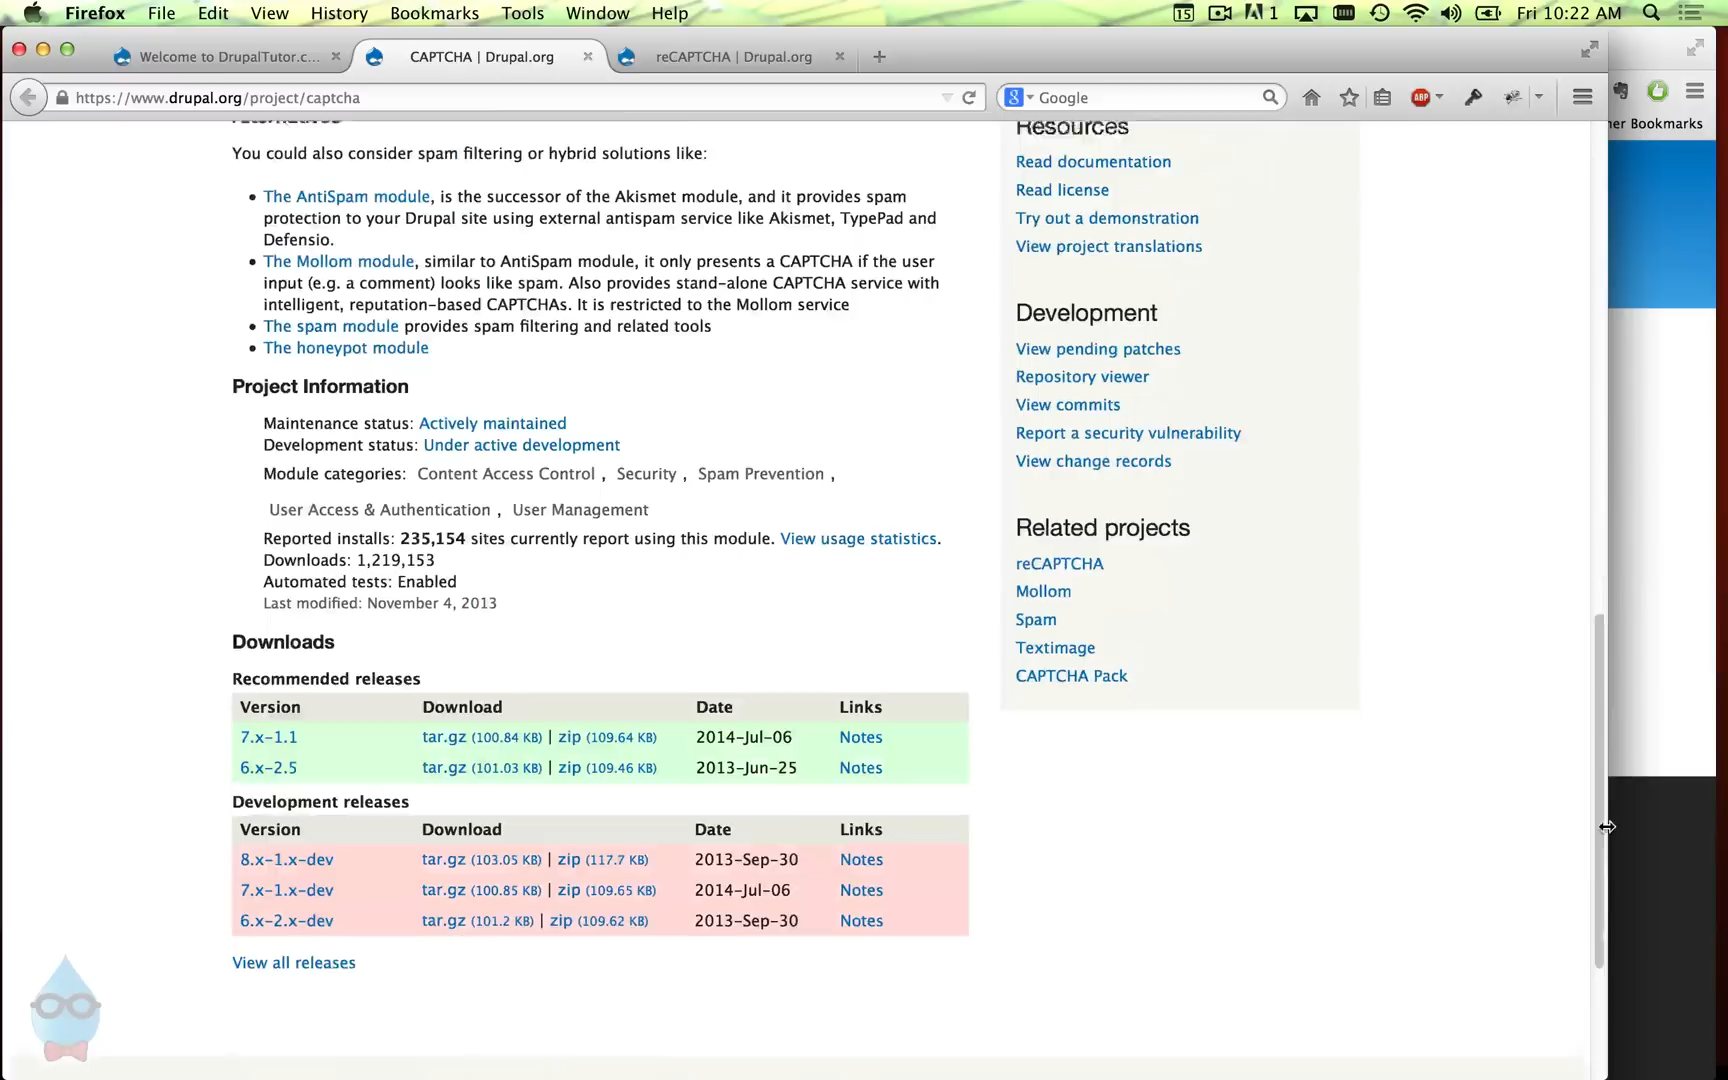 Firefox File Edit View History Bookmarks Tools Window Help 15 1 Fri 10:22 AM
Welcome to DrupalTutor.c... CAPTCHA | Drupal.org reCAPTCHA | Drupal.org
https://www.drupal.org/project/captcha Google ABP
er Bookmarks
Alternatives
Resources
You could also consider spam filtering or hybrid solutions like:
Read documentation
The AntiSpam module, is the successor of the Akismet module, and it provides spam
protection to your Drupal site using external antispam service like Akismet, TypePad and
Defensio.
Read license
Try out a demonstration
View project translations
The Mollom module, similar to AntiSpam module, it only presents a CAPTCHA if the user
input (e.g. a comment) looks like spam. Also provides stand-alone CAPTCHA service with
intelligent, reputation-based CAPTCHAs. It is restricted to the Mollom service
The spam module provides spam filtering and related tools
The honeypot module
Development
View pending patches
Repository viewer
View commits
Report a security vulnerability
View change records
Project Information
Maintenance status: Actively maintained
Development status: Under active development
Module categories: Content Access Control , Security , Spam Prevention ,
User Access & Authentication , User Management
Reported installs: 235,154 sites currently report using this module. View usage statistics.
Downloads: 1,219,153
Automated tests: Enabled
Last modified: November 4, 2013
Related projects
reCAPTCHA
Mollom
Spam
Textimage
CAPTCHA Pack
Downloads
Recommended releases
Version Download Date Links
7.x-1.1 tar.gz (100.84 KB) | zip (109.64 KB) 2014-Jul-06 Notes
6.x-2.5 tar.gz (101.03 KB) | zip (109.46 KB) 2013-Jun-25 Notes
Development releases
Version Download Date Links
8.x-1.x-dev tar.gz (103.05 KB) | zip (117.7 KB) 2013-Sep-30 Notes
7.x-1.x-dev tar.gz (100.85 KB) | zip (109.65 KB) 2014-Jul-06 Notes
6.x-2.x-dev tar.gz (101.2 KB) | zip (109.62 KB) 2013-Sep-30 Notes
View all releases